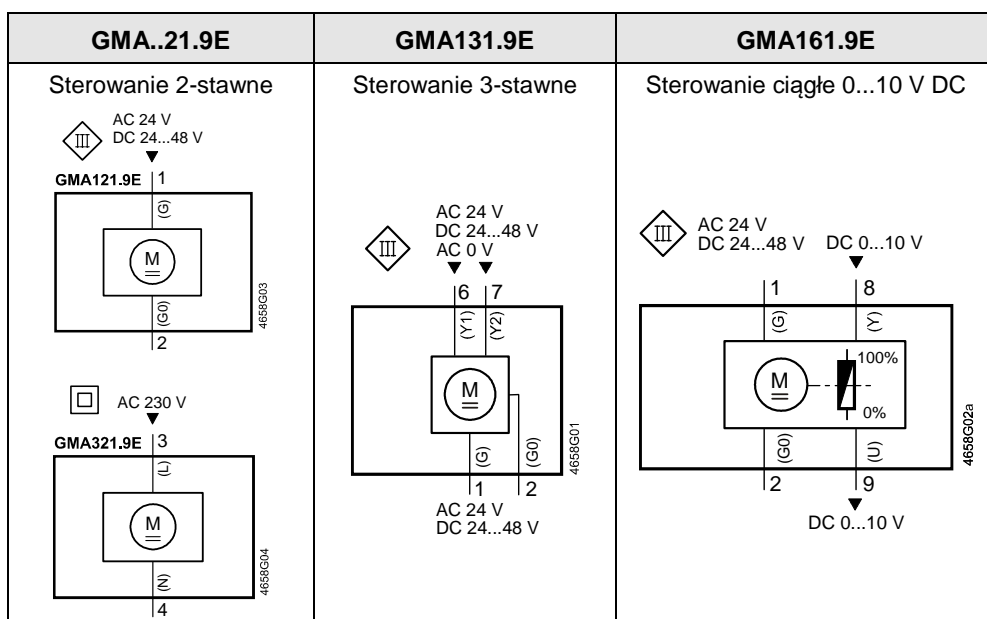 GMA..21.9E
GMA131.9E
GMA161.9E
Sterowanie 2-stawne
AC 24 V
DC 24...48 V
III
GMA121.9E
1
(G)
M
(G0)
2
4658G03
AC 230 V
GMA321.9E
3
(L)
M
(N)
4
4658G04
Sterowanie 3-stawne
AC 24 V
DC 24...48 V
AC 0 V
III
6
7
(Y1)
(Y2)
M
(G)
(G0)
1
2
AC 24 V
DC 24...48 V
4658G01
Sterowanie ciągłe 0...10 V DC
AC 24 V
DC 24...48 V
DC 0...10 V
III
1
8
(G)
(Y)
M
100%
0%
(G0)
(U)
2
9
DC 0...10 V
4658G02a